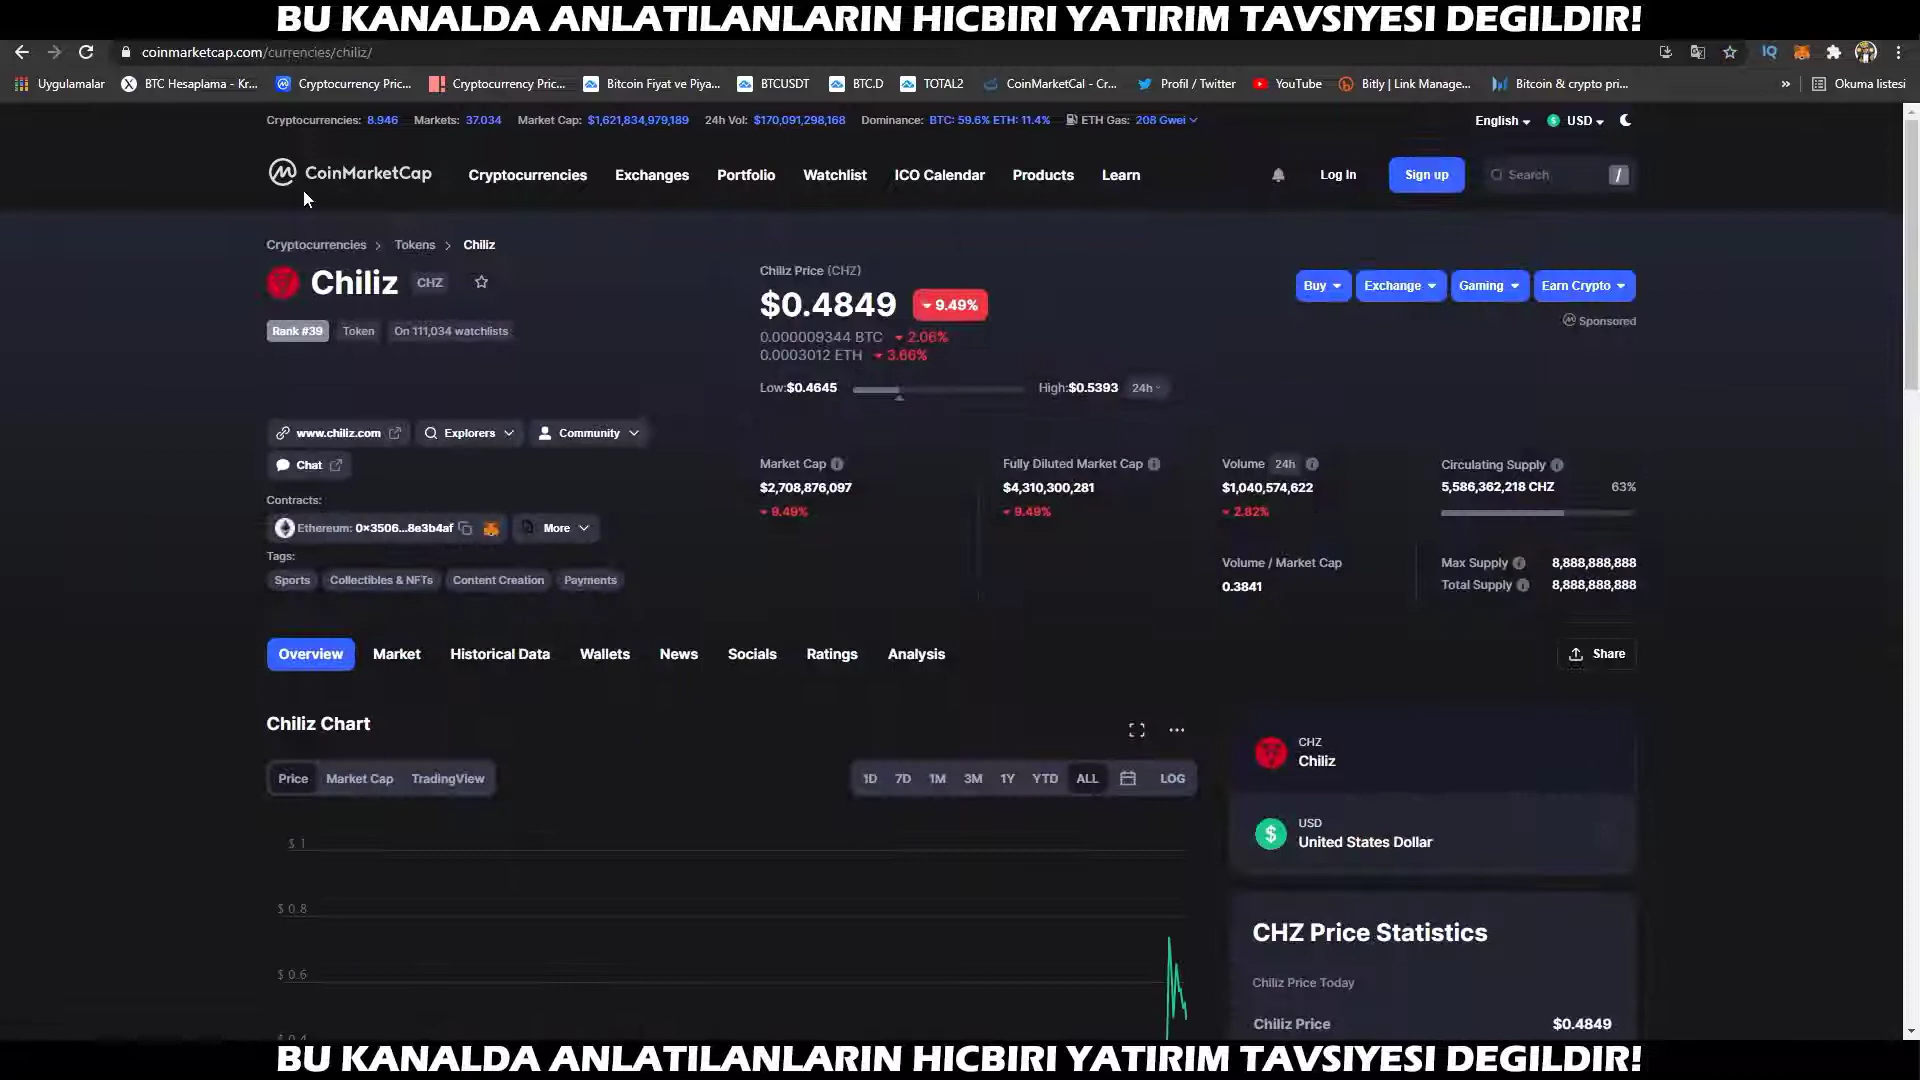 BU KANALDA ANLATILANLARIN HICBIRI YATIRIM TAVSIYESI DEGILDIR!
coinmarketcap.com/currencies/chiliz/
Uygulamalar BTC Hesaplama - Kr... Cryptocurrency Pric... Cryptocurrency Pric... Bitcoin Fiyat ve Piya... BTCUSDT BTC.D TOTAL2 CoinMarketCal - Cr... Profil / Twitter YouTube Bitly | Link Manage... Bitcoin & crypto pri... » Okuma listesi
Cryptocurrencies: 8.946 Markets: 37.034 Market Cap: $1,621,834,979,189 24h Vol: $170,091,298,168 Dominance: BTC: 59.6% ETH: 11.4% ETH Gas: 208 Gwei English USD
CoinMarketCap Cryptocurrencies Exchanges Portfolio Watchlist ICO Calendar Products Learn Log In Sign up Search /
Cryptocurrencies > Tokens > Chiliz
Chiliz CHZ
Rank #39 Token On 111,034 watchlists
Chiliz Price (CHZ)
$0.4849 9.49%
0.000009344 BTC 2.06%
0.0003012 ETH 3.66%
Low:$0.4645 High:$0.5393 24h
Buy Exchange Gaming Earn Crypto
Sponsored
www.chiliz.com Explorers Community
Chat
Contracts:
Ethereum: 0x3506...8e3b4af More
Tags:
Sports Collectibles & NFTs Content Creation Payments
Market Cap
$2,708,876,097
9.49%
Fully Diluted Market Cap
$4,310,300,281
9.49%
Volume 24h
$1,040,574,622
2.82%
Volume / Market Cap
0.3841
Circulating Supply
5,586,362,218 CHZ 63%
Max Supply 8,888,888,888
Total Supply 8,888,888,888
Overview Market Historical Data Wallets News Socials Ratings Analysis Share
Chiliz Chart
Price Market Cap TradingView 1D 7D 1M 3M 1Y YTD ALL LOG
$ 1
$ 0.8
$ 0.6
$ 0.4
CHZ
Chiliz
USD
United States Dollar
CHZ Price Statistics
Chiliz Price Today
Chiliz Price $0.4849
BU KANALDA ANLATILANLARIN HICBIRI YATIRIM TAVSIYESI DEGILDIR!